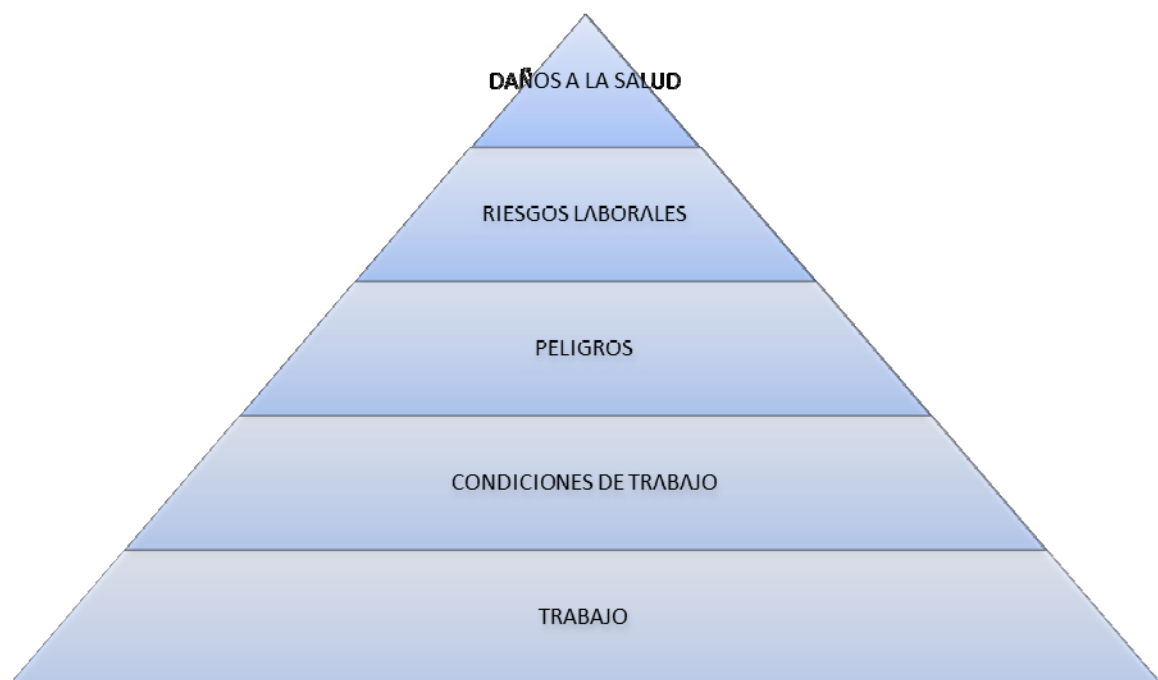 DAÑOS A LA SALUD
RIESGOS LABORALES
PELIGROS
CONDICIONES DE TRABAJO
TRABAJO